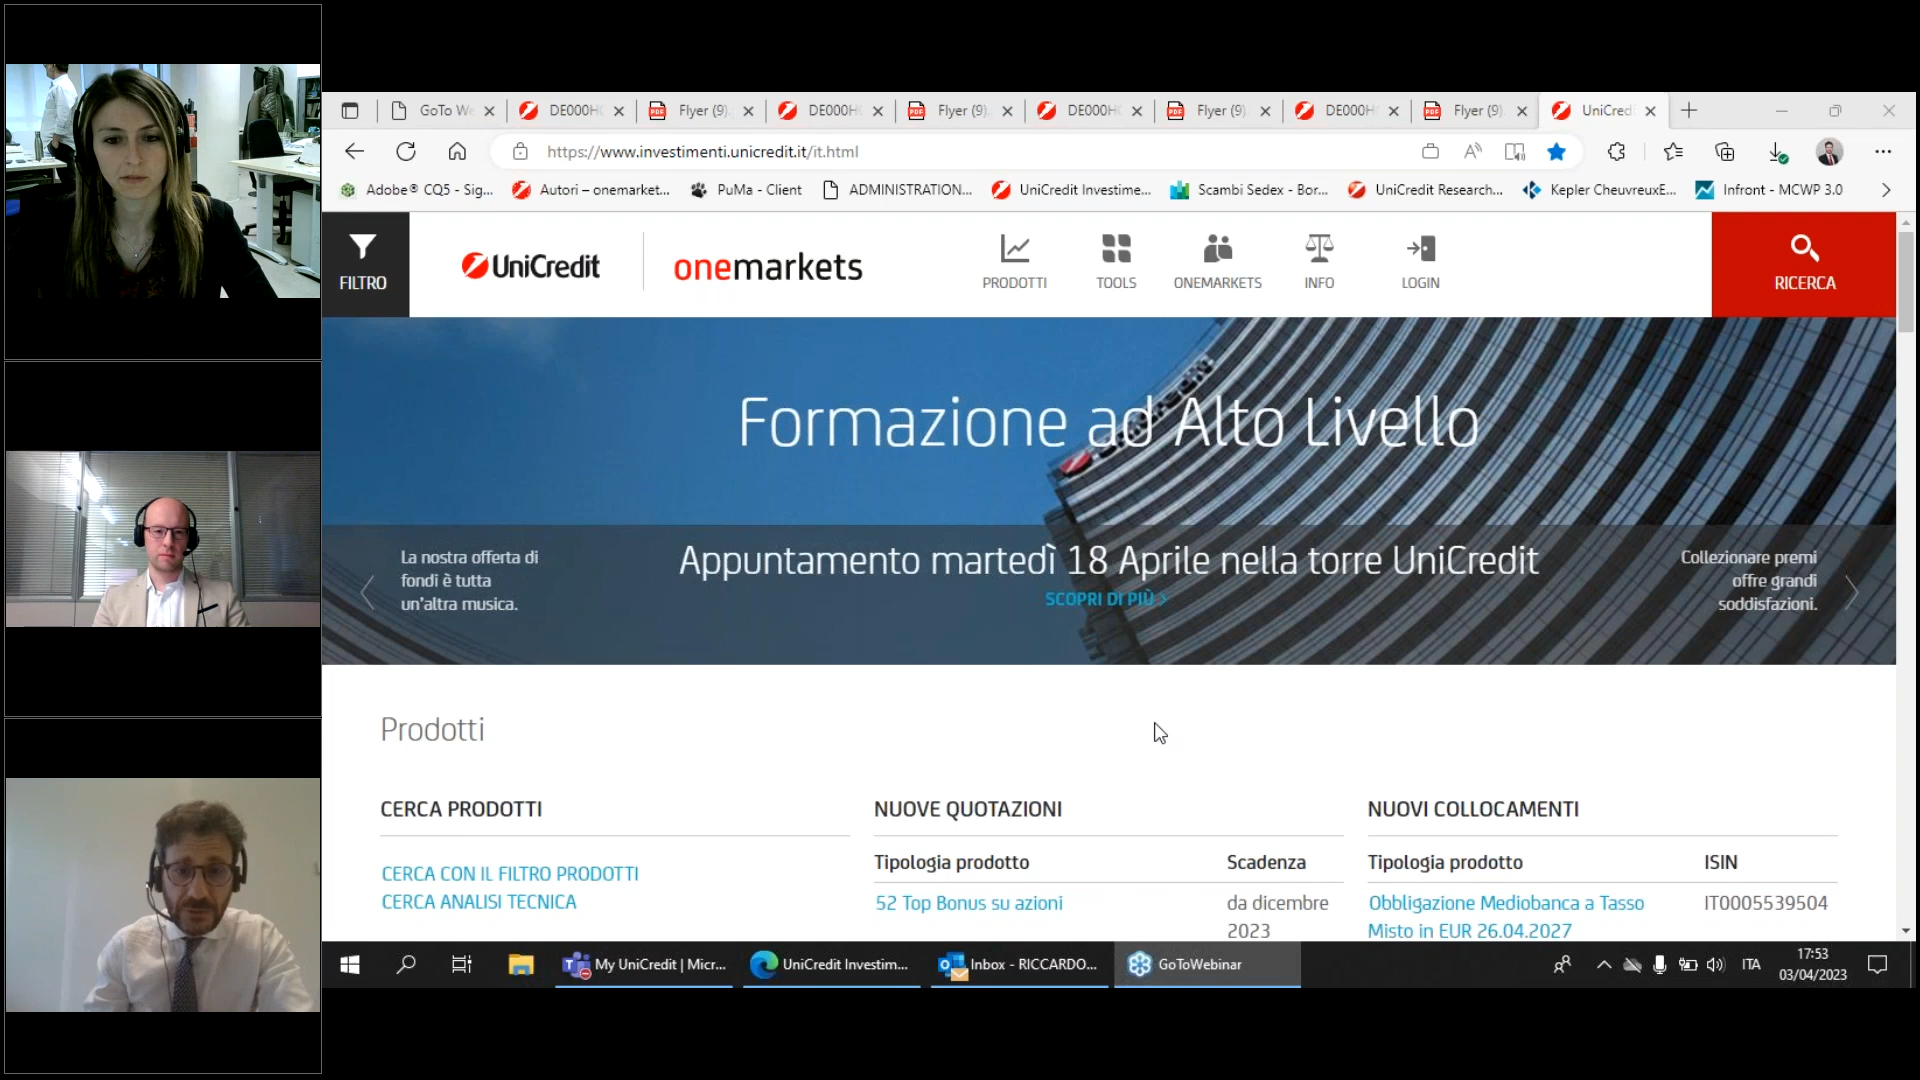 GoTo We
DE000H
Flyer (9).
DE000H
Flyer (9).
DE000H
Flyer (9)
DE000H
Flyer (9)
UniCredi
https://www.investimenti.unicredit.it/it.html
Adobe® CQ5 - Sig...
Autori – onemarket...
PuMa - Client
ADMINISTRATION...
UniCredit Investime...
Scambi Sedex - Bor...
UniCredit Research...
Kepler CheuvreuxE...
Infront - MCWP 3.0
FILTRO
UniCredit
onemarkets
PRODOTTI
TOOLS
ONEMARKETS
INFO
LOGIN
RICERCA
Formazione ad Alto Livello
La nostra offerta di
fondi è tutta
un'altra musica.
Appuntamento martedì 18 Aprile nella torre UniCredit
SCOPRI DI PIÙ >
Collezionare premi
offre grandi
soddisfazioni.
Prodotti
CERCA PRODOTTI
CERCA CON IL FILTRO PRODOTTI
CERCA ANALISI TECNICA
NUOVE QUOTAZIONI
Tipologia prodotto Scadenza
52 Top Bonus su azioni da dicembre
2023
NUOVI COLLOCAMENTI
Tipologia prodotto ISIN
Obbligazione Mediobanca a Tasso IT0005539504
Misto in EUR 26.04.2027
My UniCredit | Micr...
UniCredit Investim...
Inbox - RICCARDO...
GoToWebinar
ITA
17:53
03/04/2023